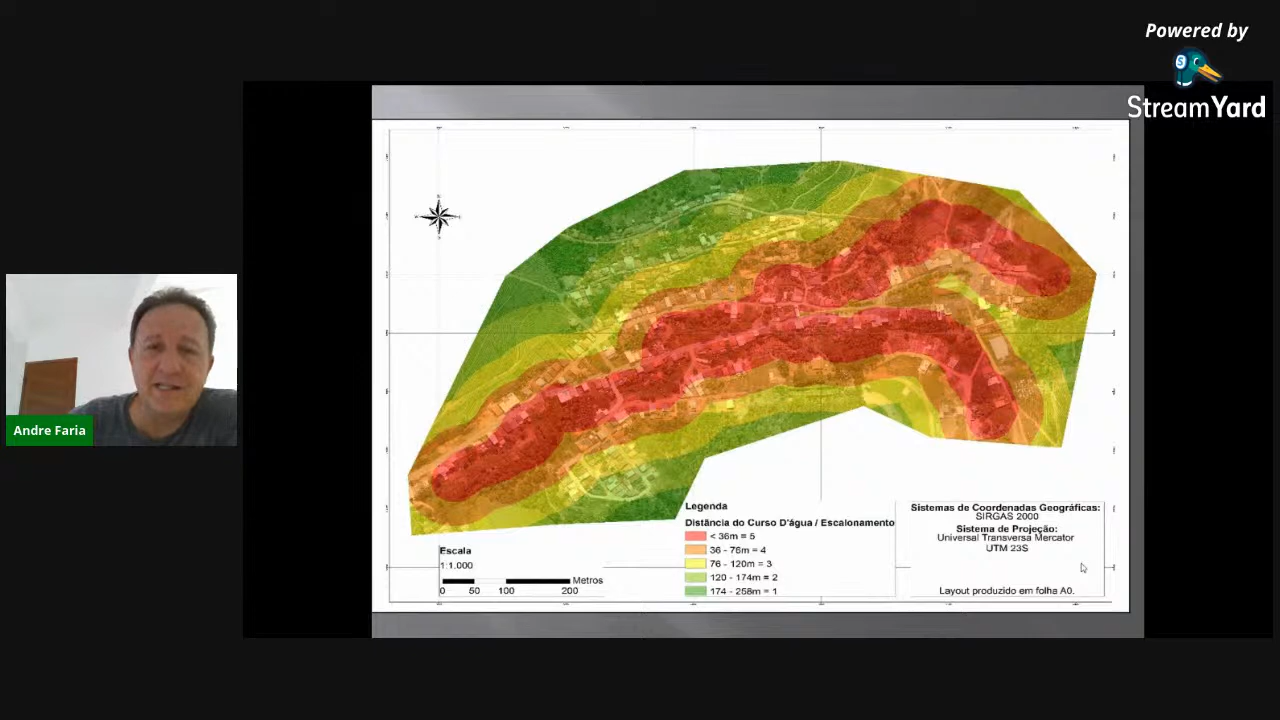 Powered by
StreamYard
Andre Faria
Legenda
Distância do Curso D'água / Escalonamento
< 36m = 5
36 - 76m = 4
76 - 120m = 3
120 - 174m = 2
174 - 258m = 1
Escala
1:1.000
Metros
0 50 100 200
Sistemas de Coordenadas Geográficas:
SIRGAS 2000
Sistema de Projeção:
Universal Transversa Mercator
UTM 23S
Layout produzido em folha A0.